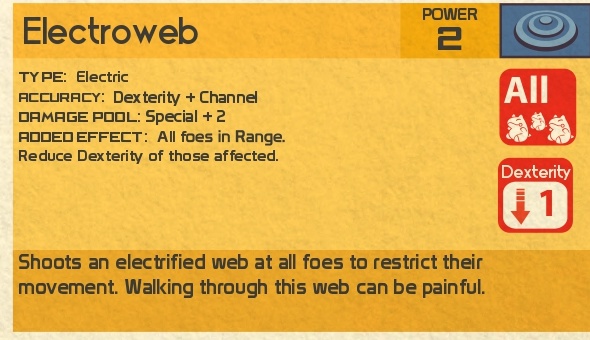 Electroweb
POWER
2
TYPE: Electric
ACCURACY: Dexterity + Channel
DAMAGE POOL: Special + 2
ADDED EFFECT: All foes in Range.
Reduce Dexterity of those affected.
All
Dexterity
1
Shoots an electrified web at all foes to restrict their
movement. Walking through this web can be painful.